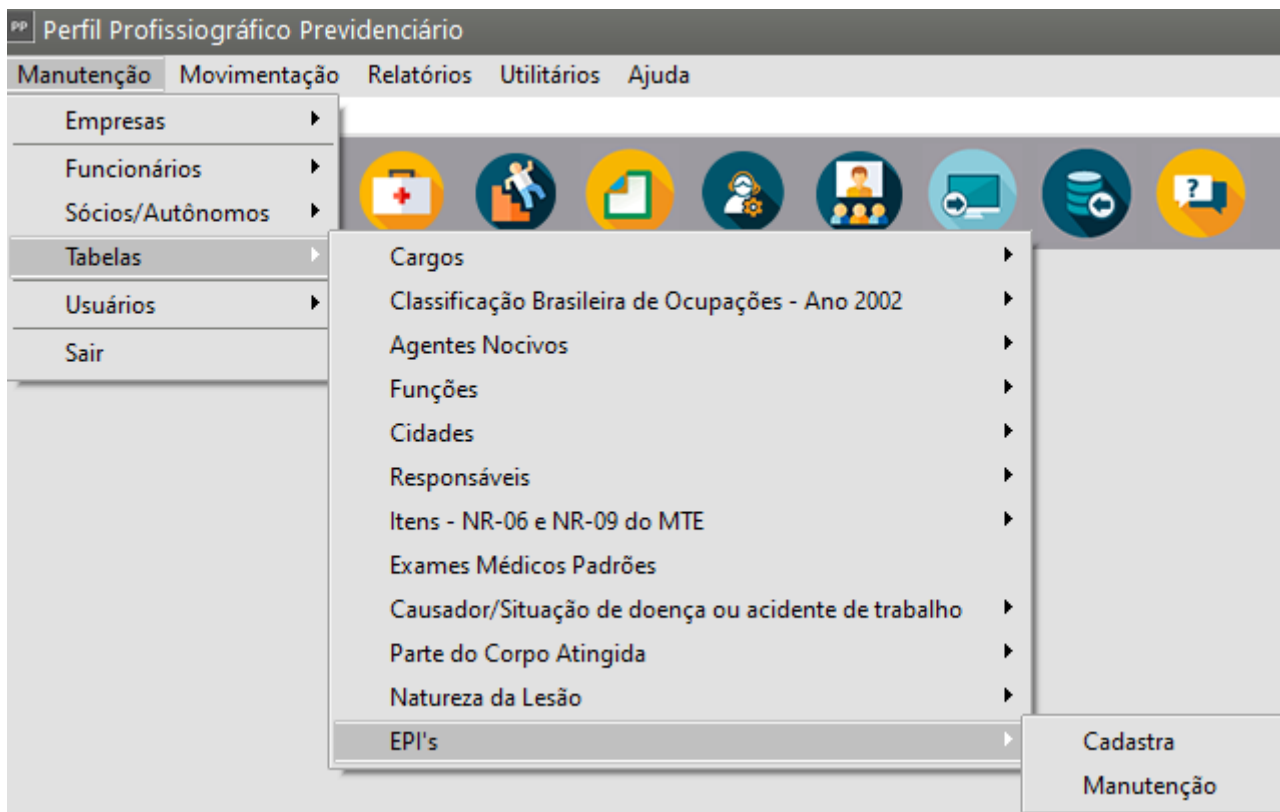 PP Perfil Profissiográfico Previdenciário
Manutenção Movimentação Relatórios Utilitários Ajuda
Empresas
Funcionários
Sócios/Autônomos
Tabelas
Usuários
Sair
?
Cargos
Classificação Brasileira de Ocupações - Ano 2002
Agentes Nocivos
Funções
Cidades
Responsáveis
Itens - NR-06 e NR-09 do MTE
Exames Médicos Padrões
Causador/Situação de doença ou acidente de trabalho
Parte do Corpo Atingida
Natureza da Lesão
EPI's
Cadastra
Manutenção